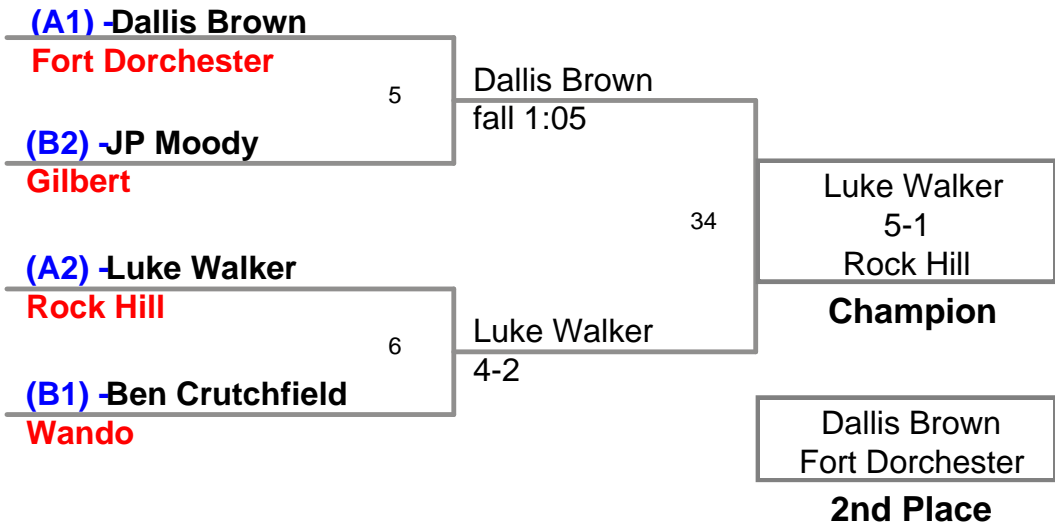 (A1) -Dallis Brown
Fort Dorchester
5
Dallis Brown
fall 1:05
(B2) -JP Moody
Gilbert
34
Luke Walker
5-1
Rock Hill
Champion
(A2) -Luke Walker
Rock Hill
6
Luke Walker
4-2
(B1) -Ben Crutchfield
Wando
Dallis Brown
Fort Dorchester
2nd Place